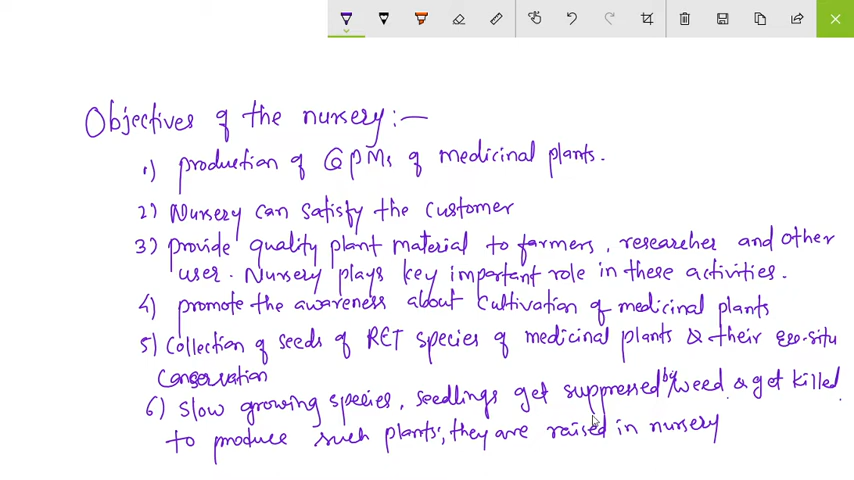 Objectives of the nursery:-
1) production of QPMs of medicinal plants.
2) Nursery can satisfy the customer
3) provide quality plant material to farmers, researcher and other
user. Nursery plays key important role in these activities.
4) promote the awareness about cultivation of medicinal plants
5) collection of seeds of RET species of medicinal plants & their exo-situ
Conservation
6) slow growing species, seedlings get suppressed by weed & get killed
to produce such plants, they are raised in nursery